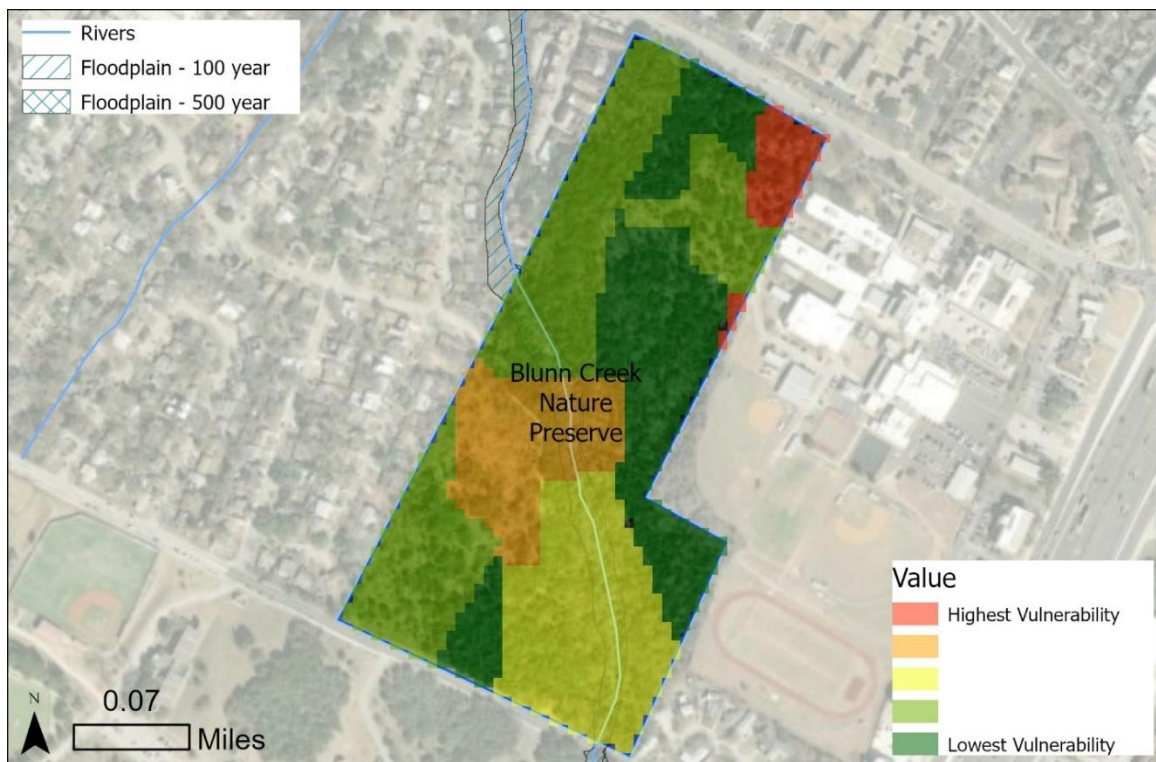 Rivers
Floodplain - 100 year
Floodplain - 500 year
Blunn Creek
Nature
Preserve
Value
Highest Vulnerability
Lowest Vulnerability
N
0.07
Miles